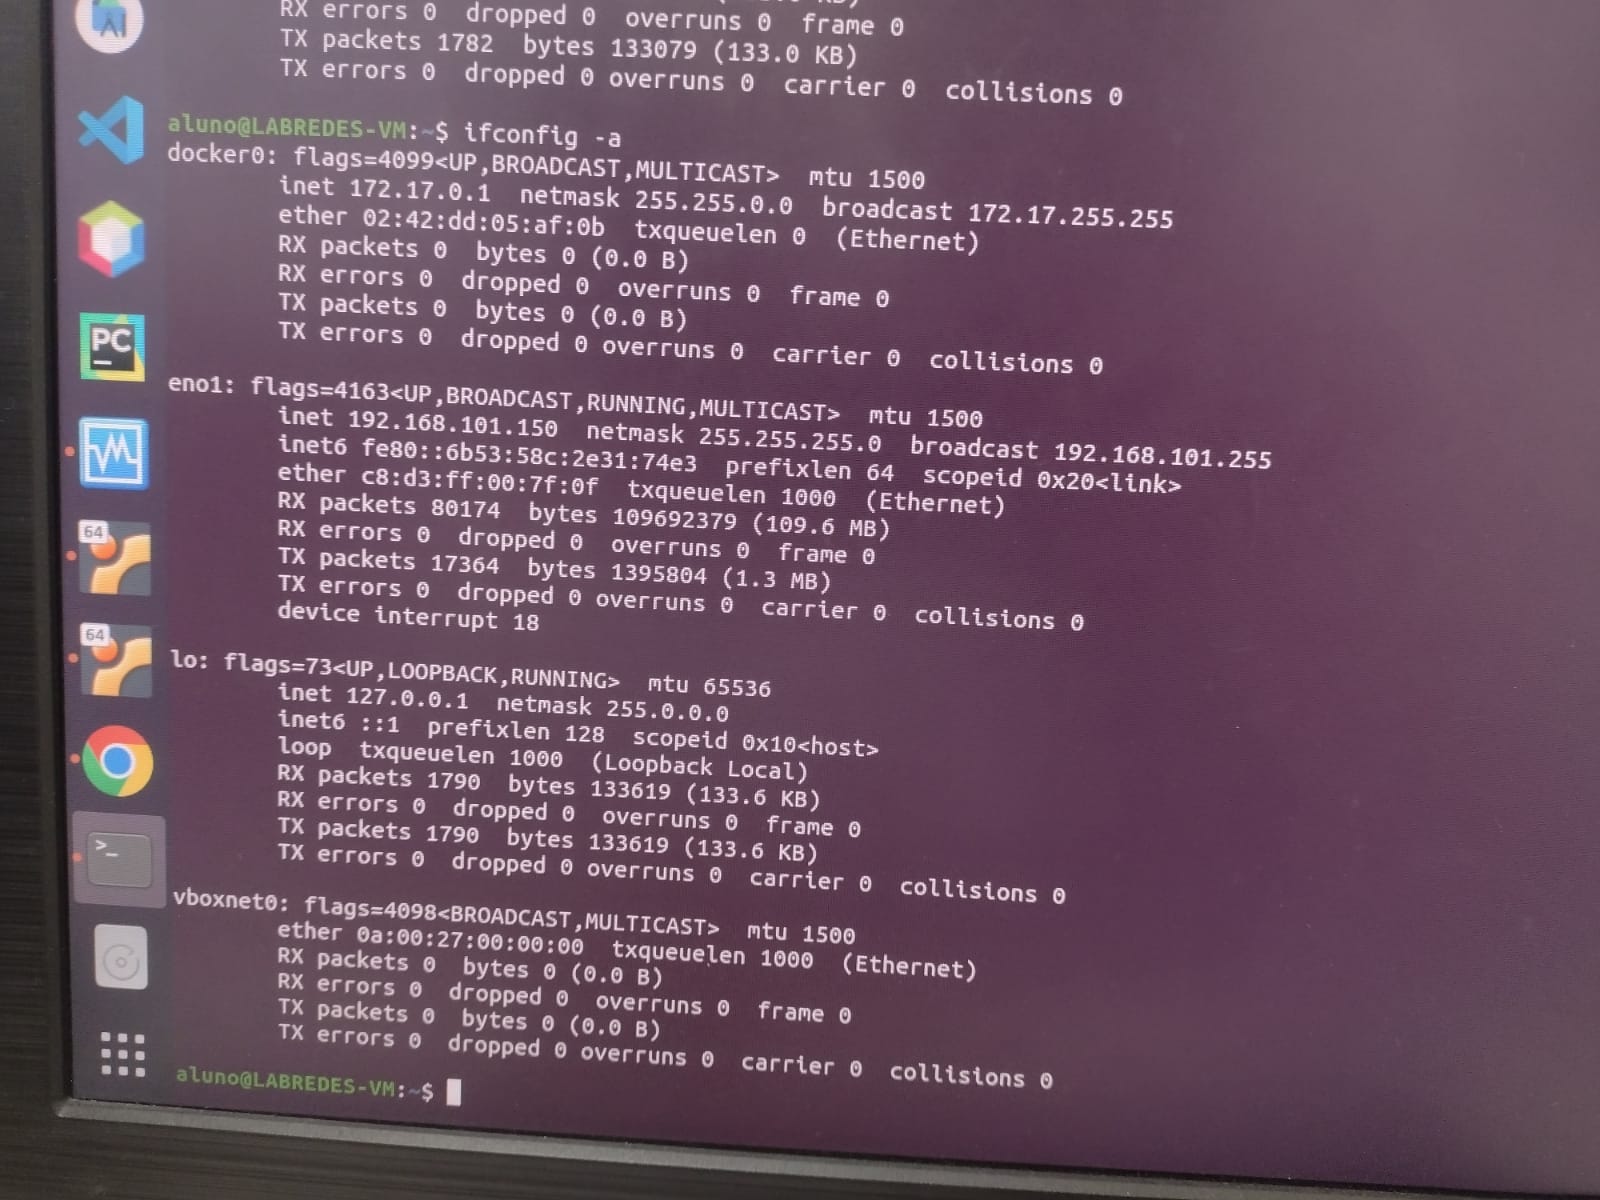 RX errors 0  dropped 0  overruns 0  frame 0
TX packets 1782  bytes 133079 (133.0 KB)
TX errors 0  dropped 0 overruns 0  carrier 0  collisions 0
aluno@LABREDES-VM:~$ ifconfig -a
docker0: flags=4099<UP,BROADCAST,MULTICAST>  mtu 1500
inet 172.17.0.1  netmask 255.255.0.0  broadcast 172.17.255.255
ether 02:42:dd:05:af:0b  txqueuelen 0  (Ethernet)
RX packets 0  bytes 0 (0.0 B)
RX errors 0  dropped 0  overruns 0  frame 0
TX packets 0  bytes 0 (0.0 B)
TX errors 0  dropped 0 overruns 0  carrier 0  collisions 0
eno1: flags=4163<UP,BROADCAST,RUNNING,MULTICAST>  mtu 1500
inet 192.168.101.150  netmask 255.255.255.0  broadcast 192.168.101.255
inet6 fe80::6b53:58c:2e31:74e3  prefixlen 64  scopeid 0x20<link>
ether c8:d3:ff:00:7f:0f  txqueuelen 1000  (Ethernet)
RX packets 80174  bytes 109692379 (109.6 MB)
RX errors 0  dropped 0  overruns 0  frame 0
TX packets 17364  bytes 1395804 (1.3 MB)
TX errors 0  dropped 0 overruns 0  carrier 0  collisions 0
device interrupt 18
lo: flags=73<UP,LOOPBACK,RUNNING>  mtu 65536
inet 127.0.0.1  netmask 255.0.0.0
inet6 ::1  prefixlen 128  scopeid 0x10<host>
loop  txqueuelen 1000  (Loopback Local)
RX packets 1790  bytes 133619 (133.6 KB)
RX errors 0  dropped 0  overruns 0  frame 0
TX packets 1790  bytes 133619 (133.6 KB)
TX errors 0  dropped 0 overruns 0  carrier 0  collisions 0
vboxnet0: flags=4098<BROADCAST,MULTICAST>  mtu 1500
ether 0a:00:27:00:00:00  txqueuelen 1000  (Ethernet)
RX packets 0  bytes 0 (0.0 B)
RX errors 0  dropped 0  overruns 0  frame 0
TX packets 0  bytes 0 (0.0 B)
TX errors 0  dropped 0 overruns 0  carrier 0  collisions 0
aluno@LABREDES-VM:~$
PC
64
64